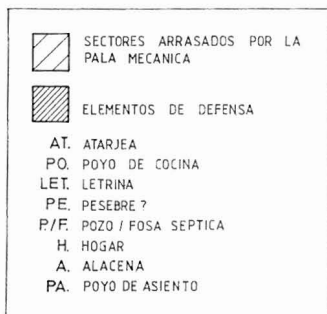 SECTORES ARRASADOS POR LA
PALA MECANICA
ELEMENTOS DE DEFENSA
AT. ATARJEA
PO. POYO DE COCINA
LET. LETRINA
PE. PESEBRE ?
P./F. POZO / FOSA SEPTICA
H. HOGAR
A. ALACENA
PA. POYO DE ASIENTO